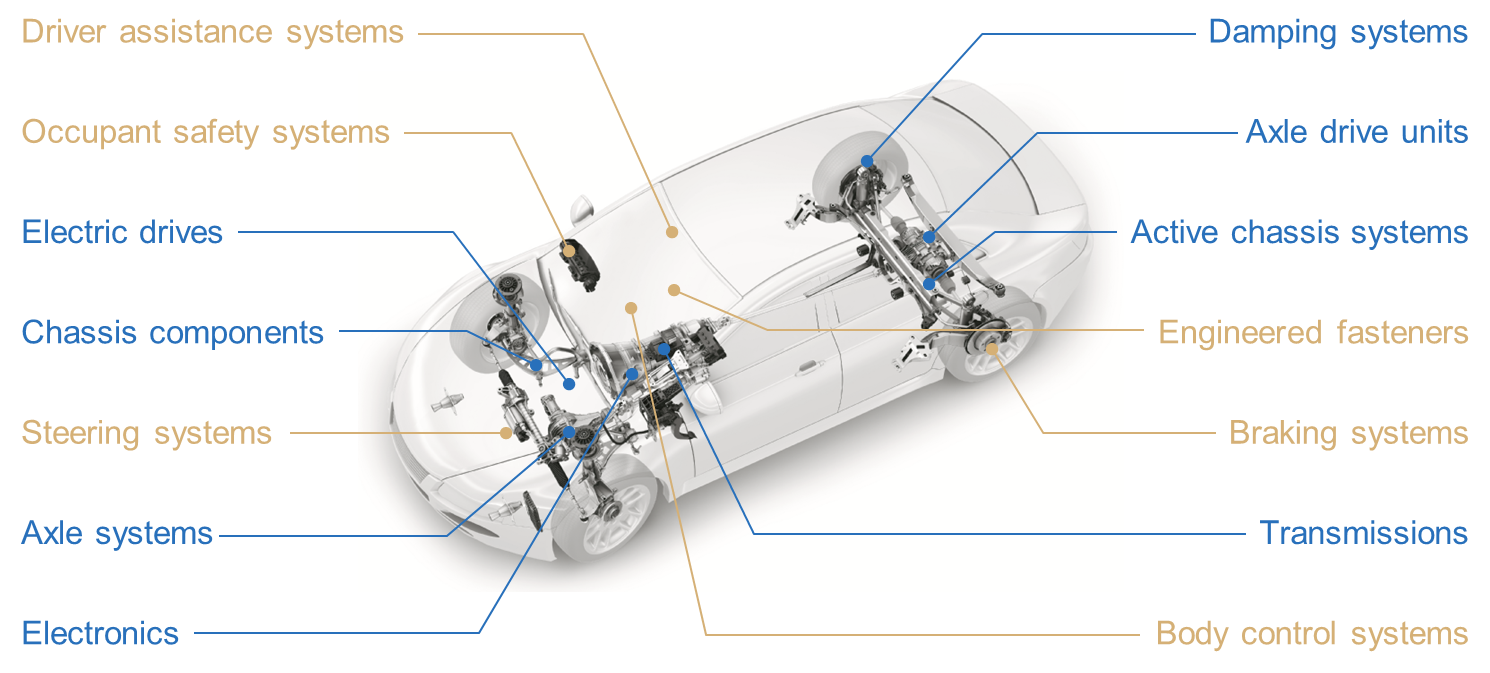 Driver assistance systems
Occupant safety systems
Electric drives
Chassis components
Steering systems
Axle systems
Electronics
Damping systems
Axle drive units
Active chassis systems
Engineered fasteners
Braking systems
Transmissions
Body control systems